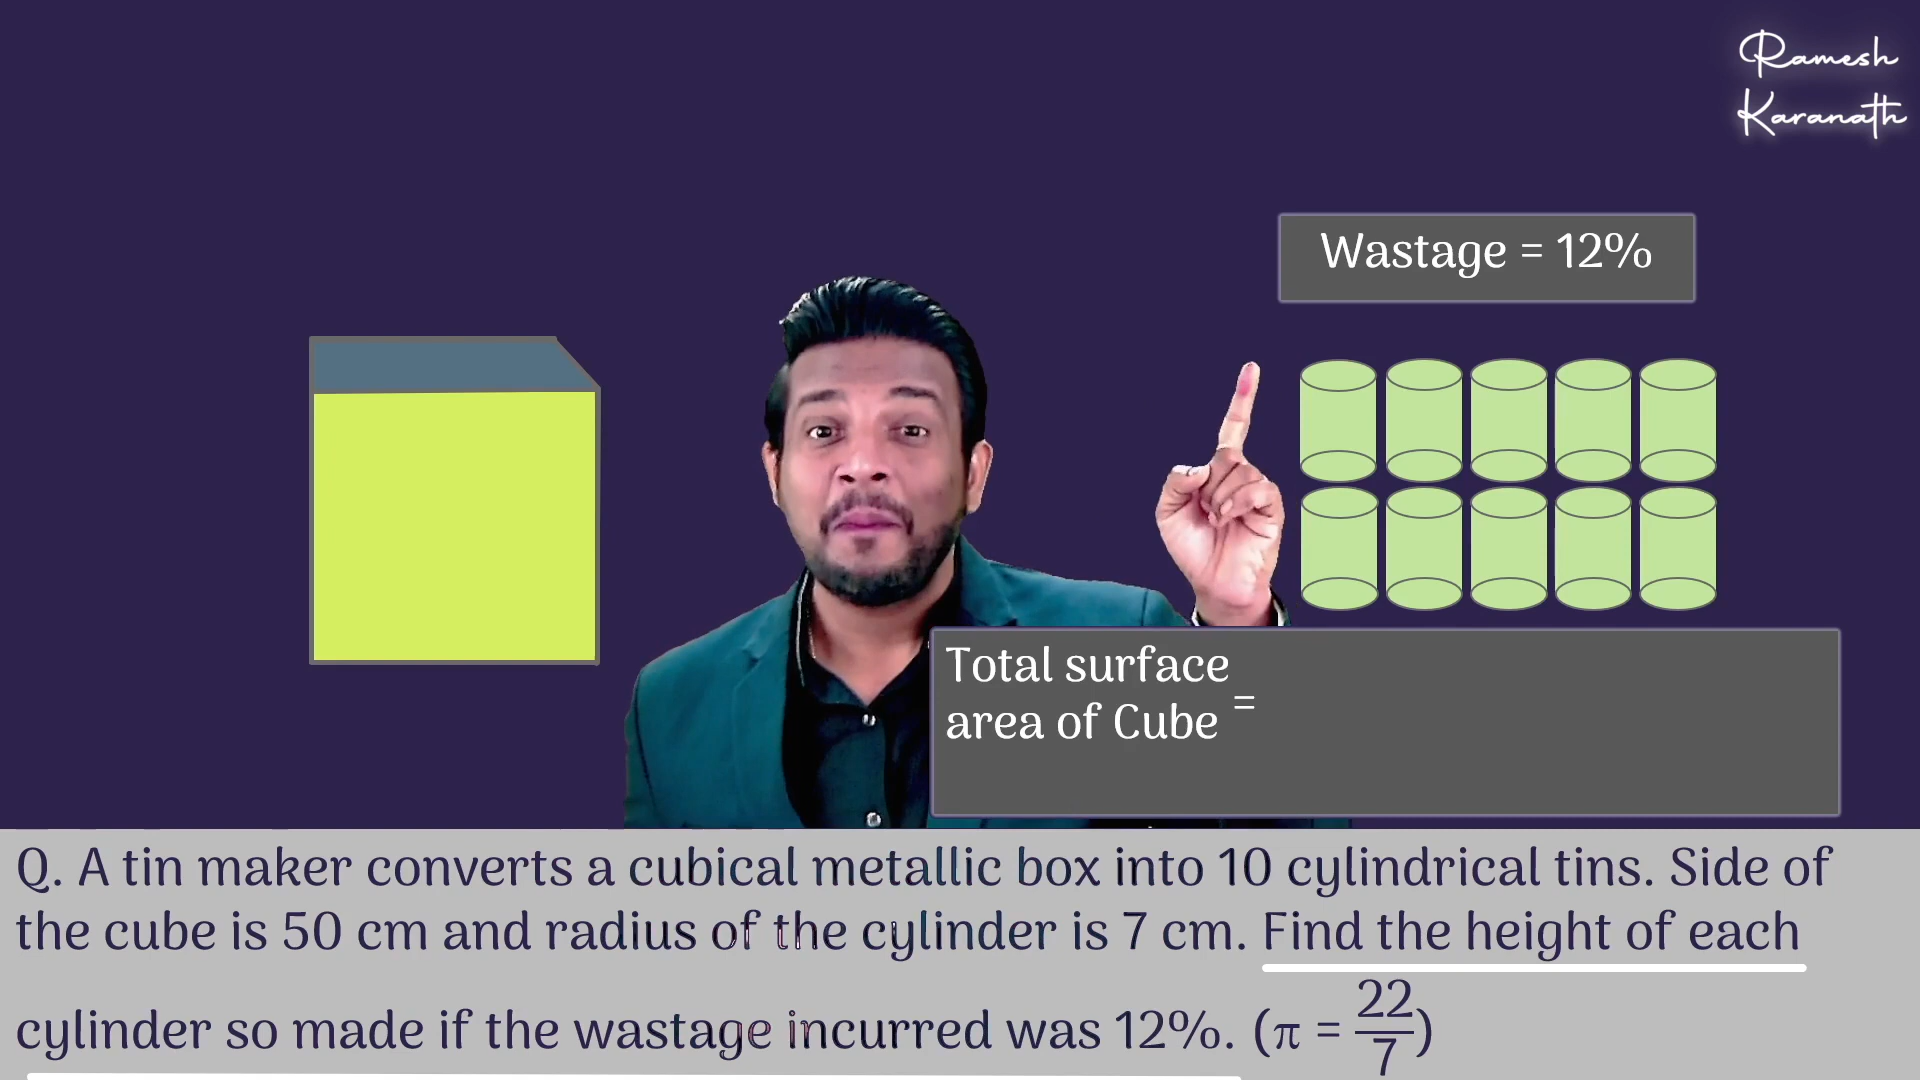 Ramesh
Karanath
Wastage = 12%
Total surface
area of Cube =
Q. A tin maker converts a cubical metallic box into 10 cylindrical tins. Side of
the cube is 50 cm and radius of the cylinder is 7 cm. Find the height of each
cylinder so made if the wastage incurred was 12%. (π = 22/7)